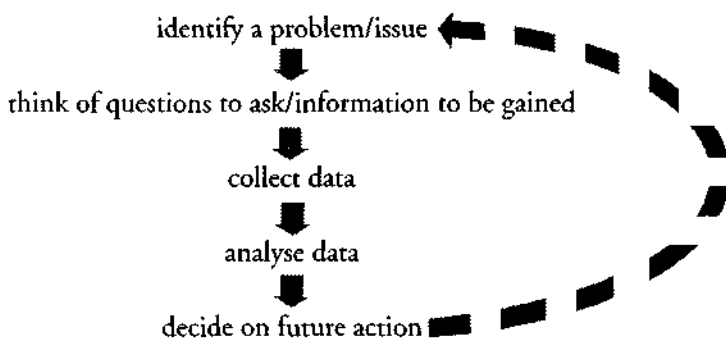 identify a problem/issue
think of questions to ask/information to be gained
collect data
analyse data
decide on future action